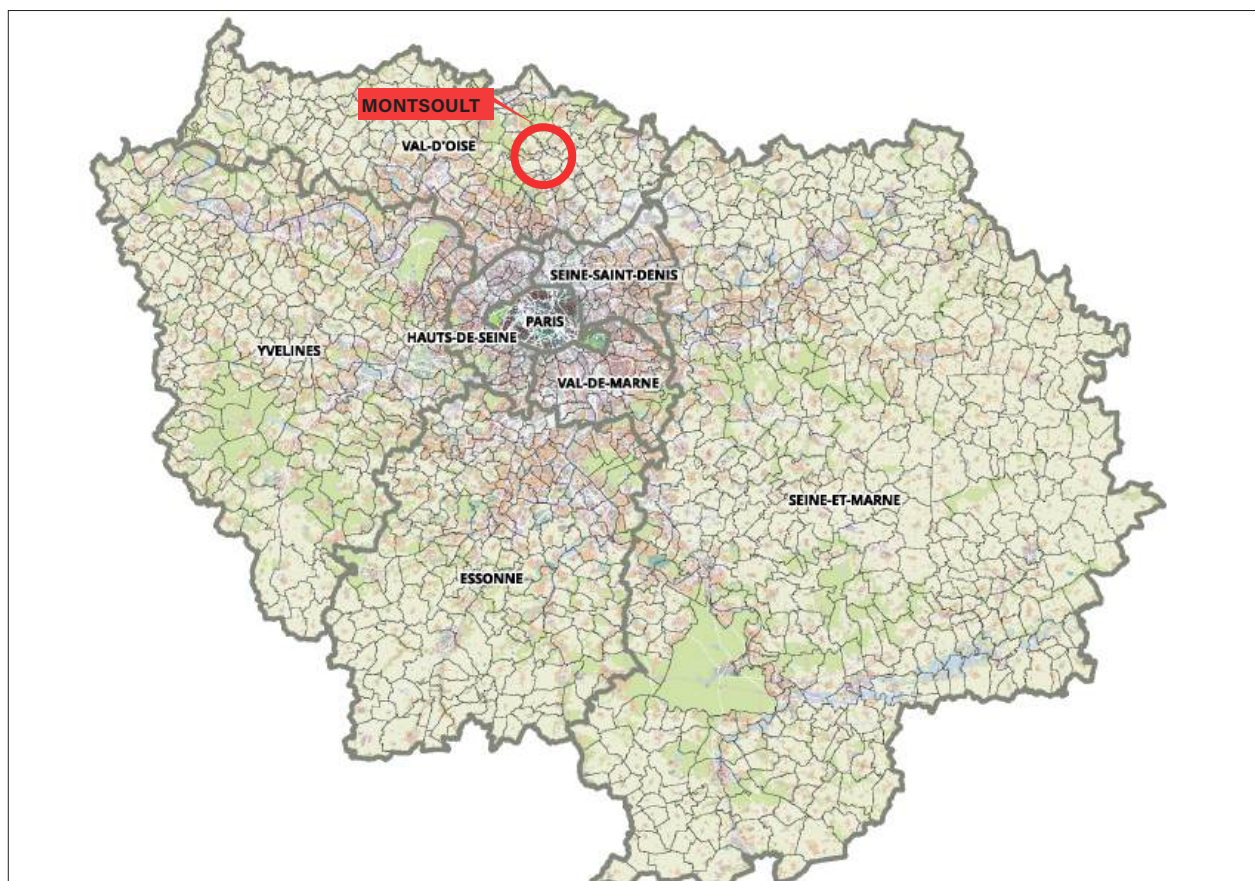 MONTSOULT
VAL-D'OISE
SEINE-SAINT-DENIS
PARIS
HAUTS-DE-SEINE
YVELINES
VAL-DE-MARNE
SEINE-ET-MARNE
ESSONNE